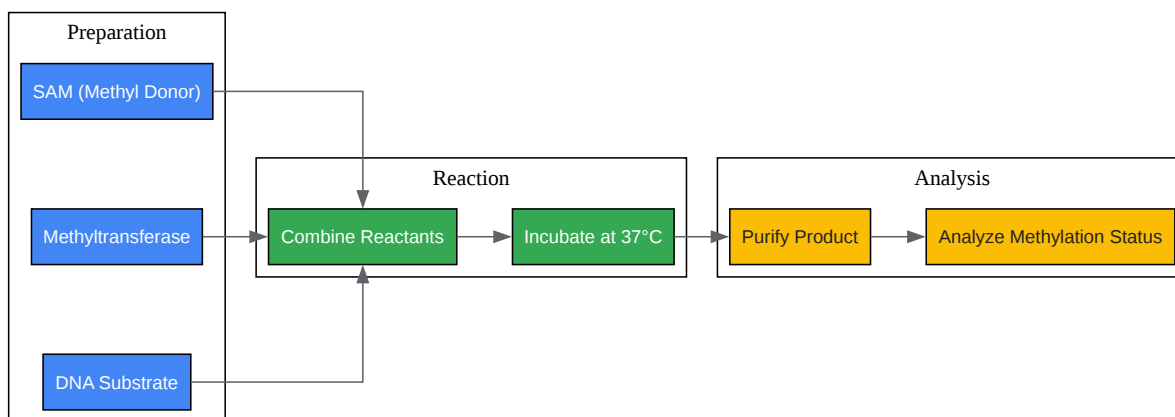 Preparation
SAM (Methyl Donor)
Methyltransferase
DNA Substrate
Reaction
Combine Reactants
Incubate at 37°C
Analysis
Purify Product
Analyze Methylation Status